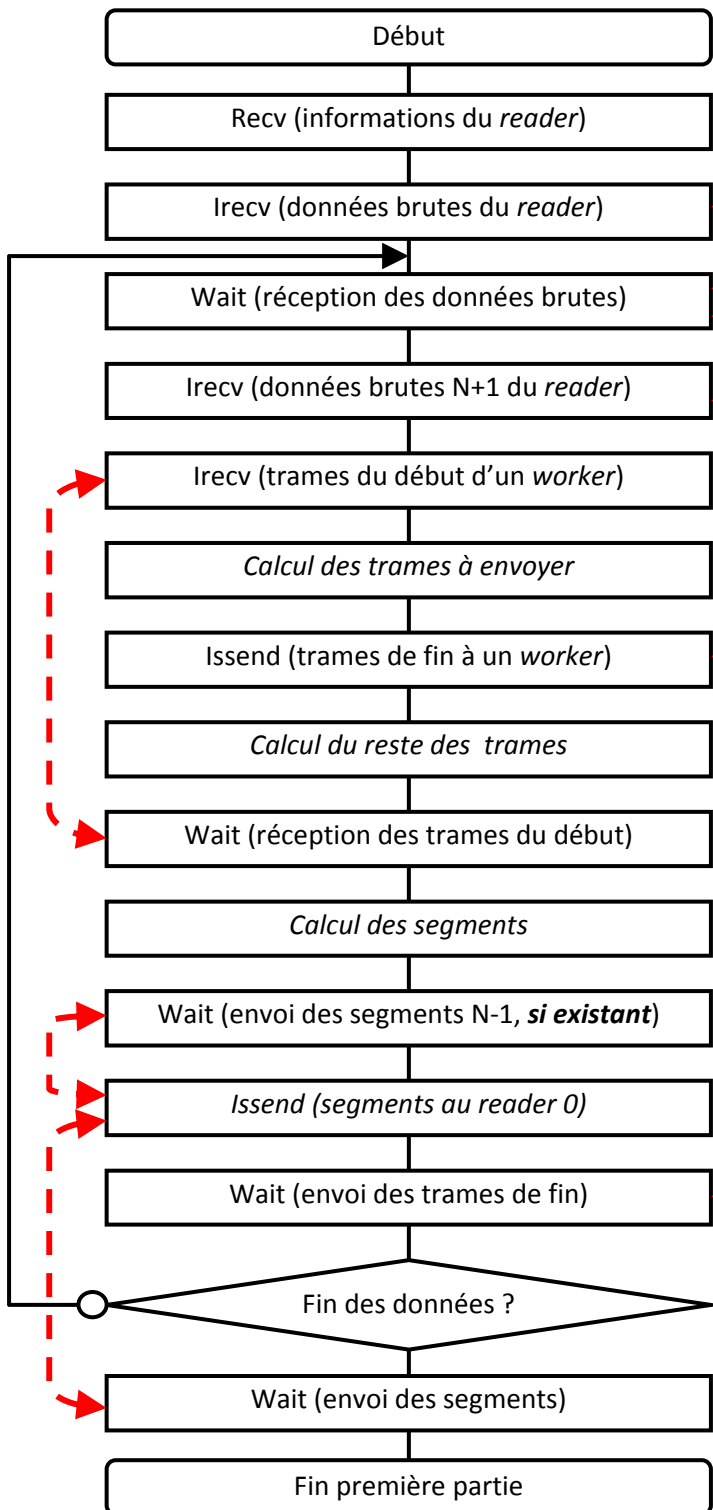 Début
Recv (informations du reader)
Irecv (données brutes du reader)
Wait (réception des données brutes)
Irecv (données brutes N+1 du reader)
Irecv (trames du début d’un worker)
Calcul des trames à envoyer
Issend (trames de fin à un worker)
Calcul du reste des trames
Wait (réception des trames du début)
Calcul des segments
Wait (envoi des segments N-1, si existant)
Issend (segments au reader 0)
Wait (envoi des trames de fin)
Fin des données ?
Wait (envoi des segments)
Fin première partie